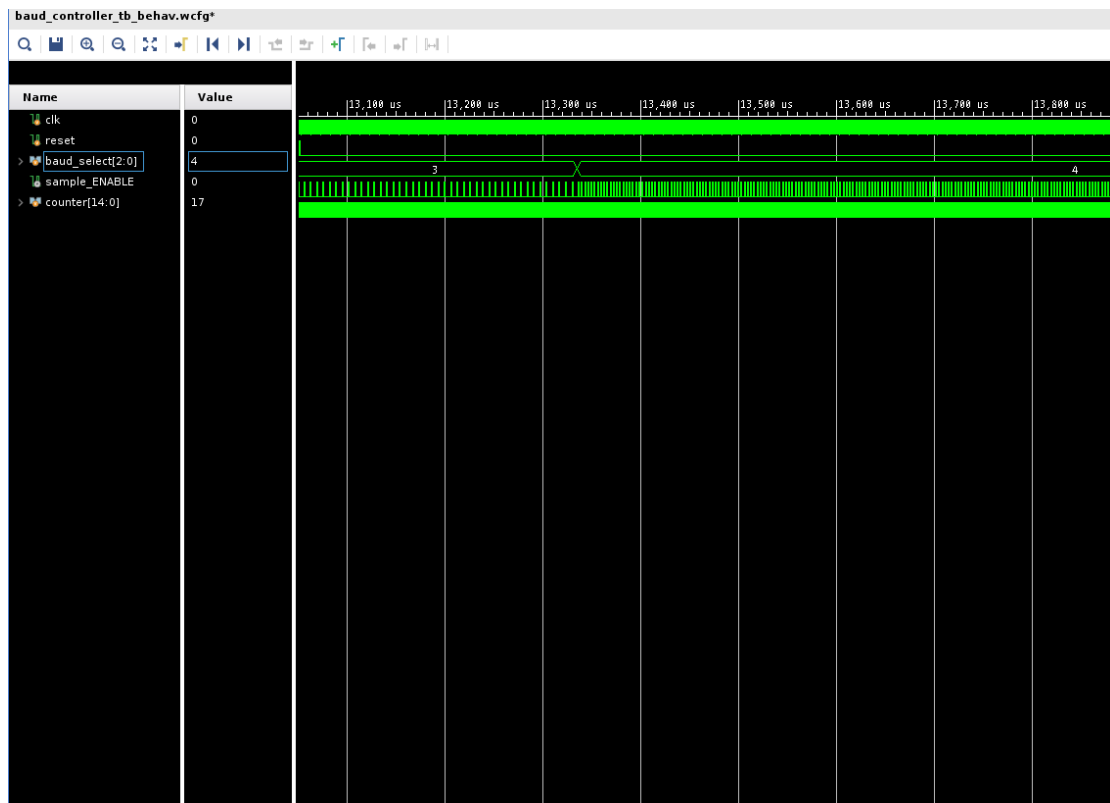 baud_controller_tb_behav.wcfg*
Name Value
13,100 us 13,200 us 13,300 us 13,400 us 13,500 us 13,600 us 13,700 us 13,800 us
clk 0
reset 0
baud_select[2:0] 4 3 4
sample_ENABLE 0
counter[14:0] 17